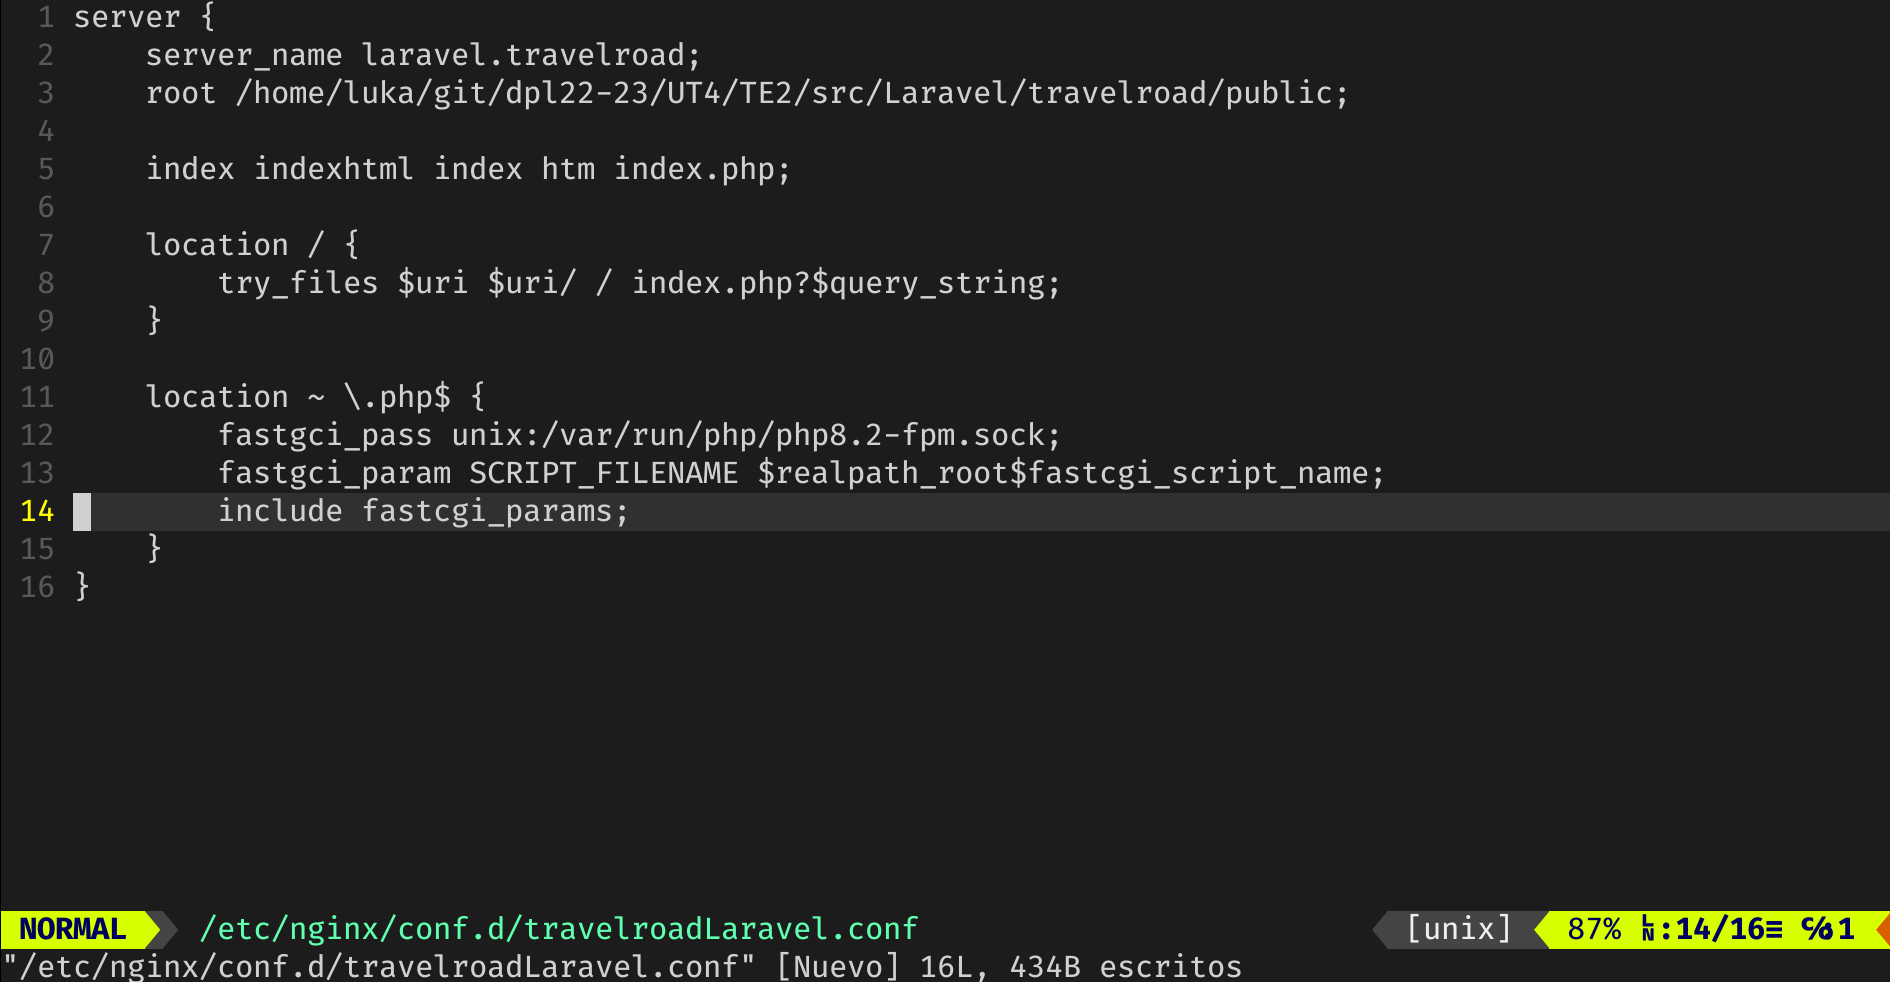 1 server {
2     server_name laravel.travelroad;
3     root /home/luka/git/dpl22-23/UT4/TE2/src/Laravel/travelroad/public;
4
5     index indexhtml index htm index.php;
6
7     location / {
8         try_files $uri $uri/ / index.php?$query_string;
9     }
10
11     location ~ \.php$ {
12         fastgci_pass unix:/var/run/php/php8.2-fpm.sock;
13         fastgci_param SCRIPT_FILENAME $realpath_root$fastcgi_script_name;
14         include fastcgi_params;
15     }
16 }
NORMAL /etc/nginx/conf.d/travelroadLaravel.conf [unix] 87% ␤:14/16≡ ℅1
"/etc/nginx/conf.d/travelroadLaravel.conf" [Nuevo] 16L, 434B escritos